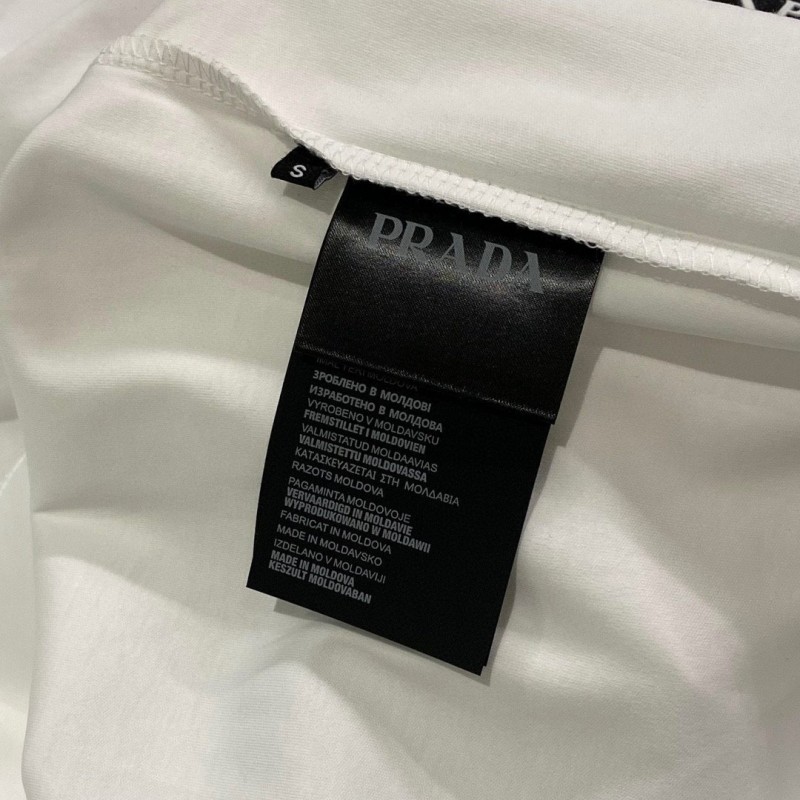 S
PRADA
ЗРОБЛЕНО В МОЛДОВІ
ИЗРАБОТЕНО В МОЛДОВА
VYROBENO V MOLDAVSKU
FREMSTILLET I MOLDOVIEN
VALMISTATUD MOLDAAVIAS
VALMISTETTU MOLDOVASSA
ΚΑΤΑΣΚΕΥΑΖΕΤΑΙ ΣΤΗ ΜΟΛΔΑΒΙΑ
RAZOTS MOLDOVA
PAGAMINTA MOLDOVOJE
VERVAARDIGD IN MOLDAVIE
WYPRODUKOWANO W MOLDAWII
FABRICAT IN MOLDOVA
MADE IN MOLDAVSKO
IZDELANO V MOLDAVIJI
MADE IN MOLDOVA
KESZULT MOLDOVABAN